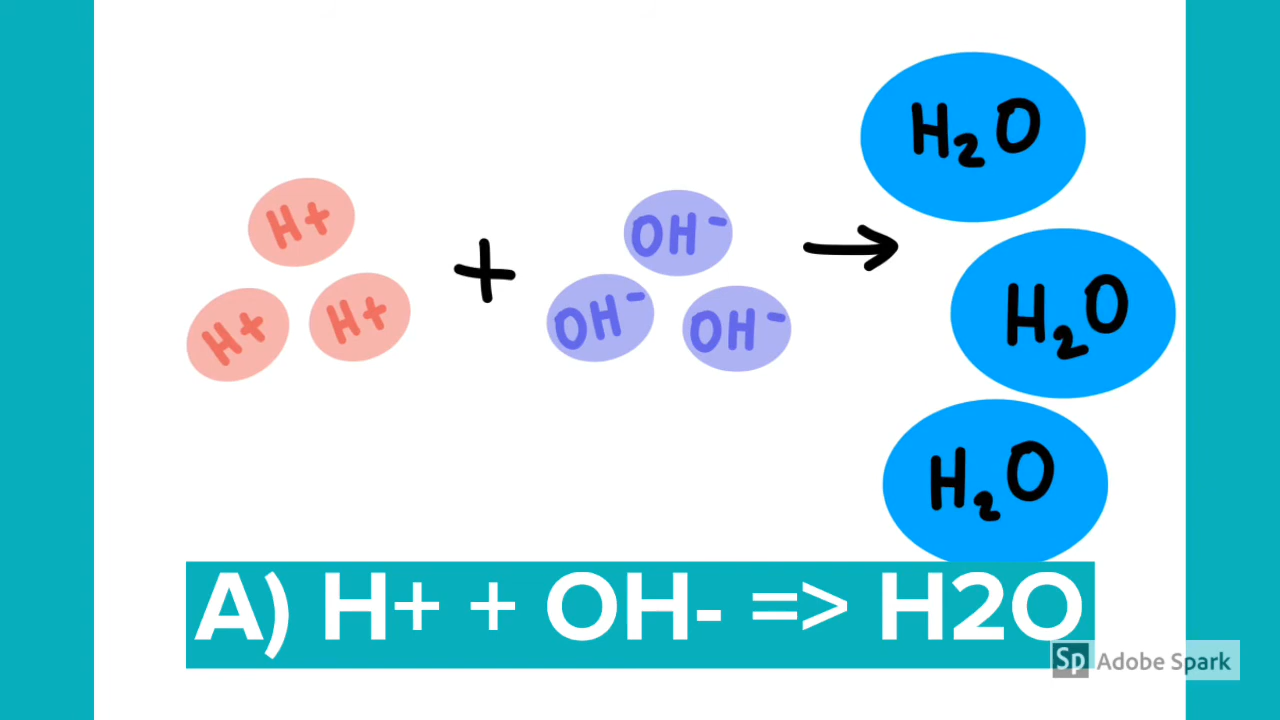 H+
H+ H+
+
OH⁻
OH⁻ OH⁻
→
H₂O
H₂O
H₂O
A) H+ + OH- => H2O
Sp Adobe Spark